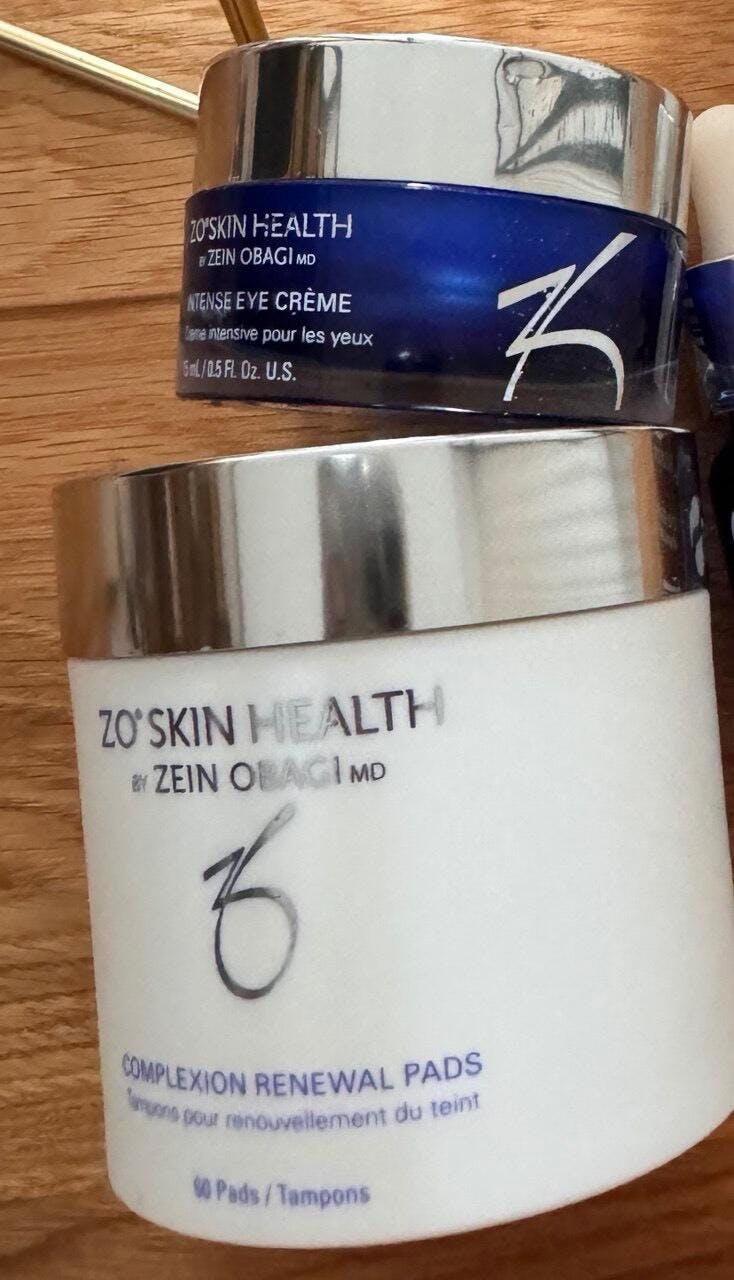 ZO® SKIN HEALTH
BY ZEIN OBAGI MD
INTENSE EYE CRÈME
Crème intensive pour les yeux
15 mL / 0.5 Fl. Oz. U.S.
ZO® SKIN HEALTH
BY ZEIN OBAGI MD
COMPLEXION RENEWAL PADS
Tampons pour renouvellement du teint
60 Pads / Tampons